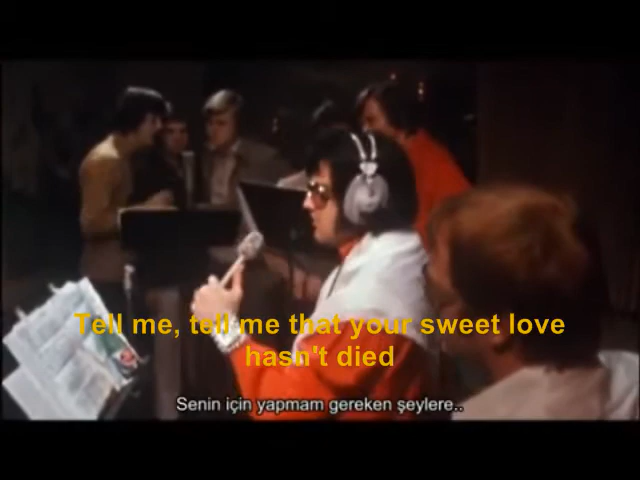 Tell me, tell me that your sweet love
hasn't died
Senin için yapmam gereken şeylere..